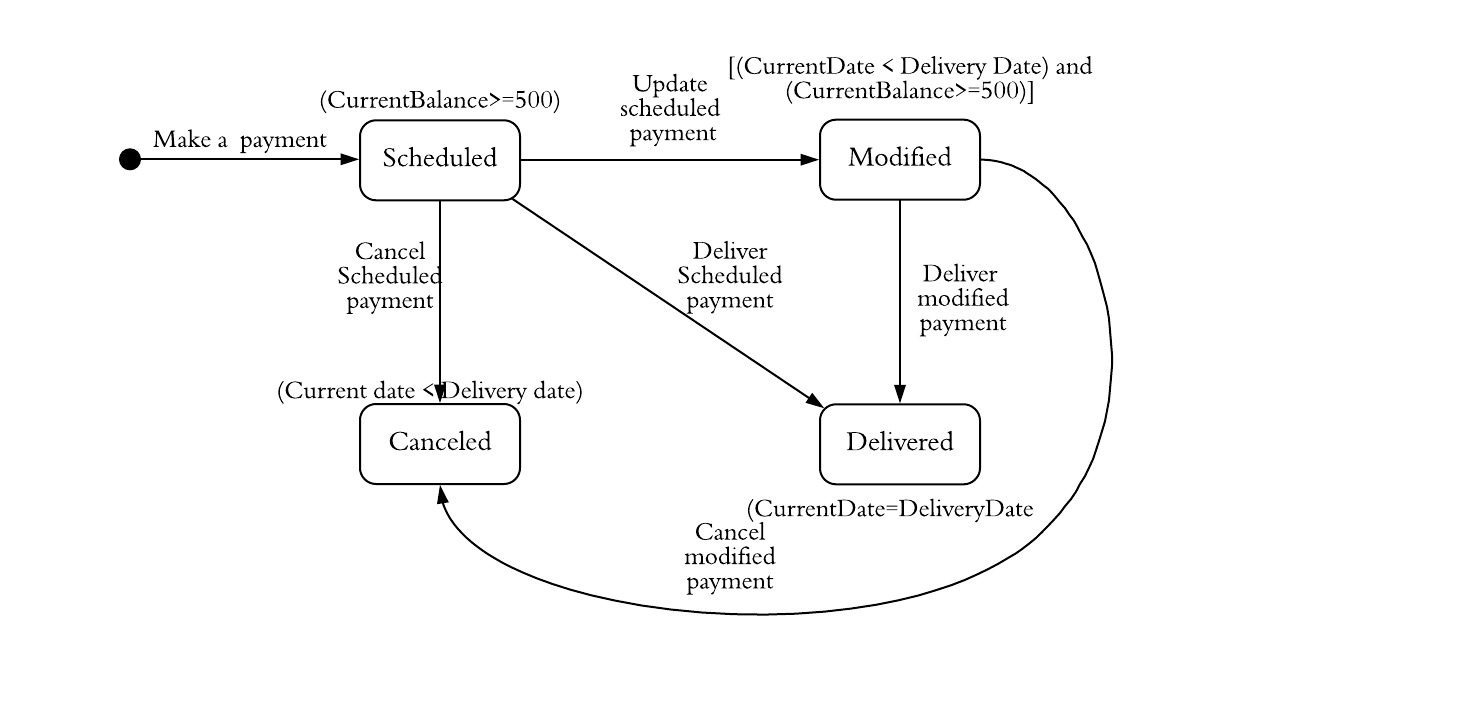 [(CurrentDate < Delivery Date) and
(CurrentBalance>=500)]
Update
scheduled
payment
(CurrentBalance>=500)
Make a  payment
Scheduled
Modified
Cancel
Scheduled
payment
Deliver
Scheduled
payment
Deliver
modified
payment
(Current date < Delivery date)
Canceled
Delivered
(CurrentDate=DeliveryDate
Cancel
modified
payment